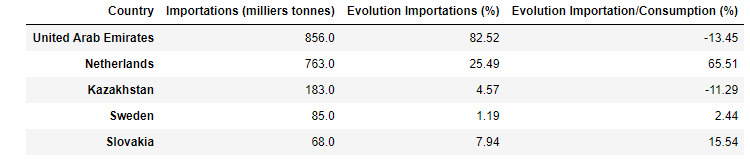 Country Importations (milliers tonnes) Evolution Importations (%) Evolution Importation/Consumption (%)
United Arab Emirates 856.0 82.52 -13.45
Netherlands 763.0 25.49 65.51
Kazakhstan 183.0 4.57 -11.29
Sweden 85.0 1.19 2.44
Slovakia 68.0 7.94 15.54